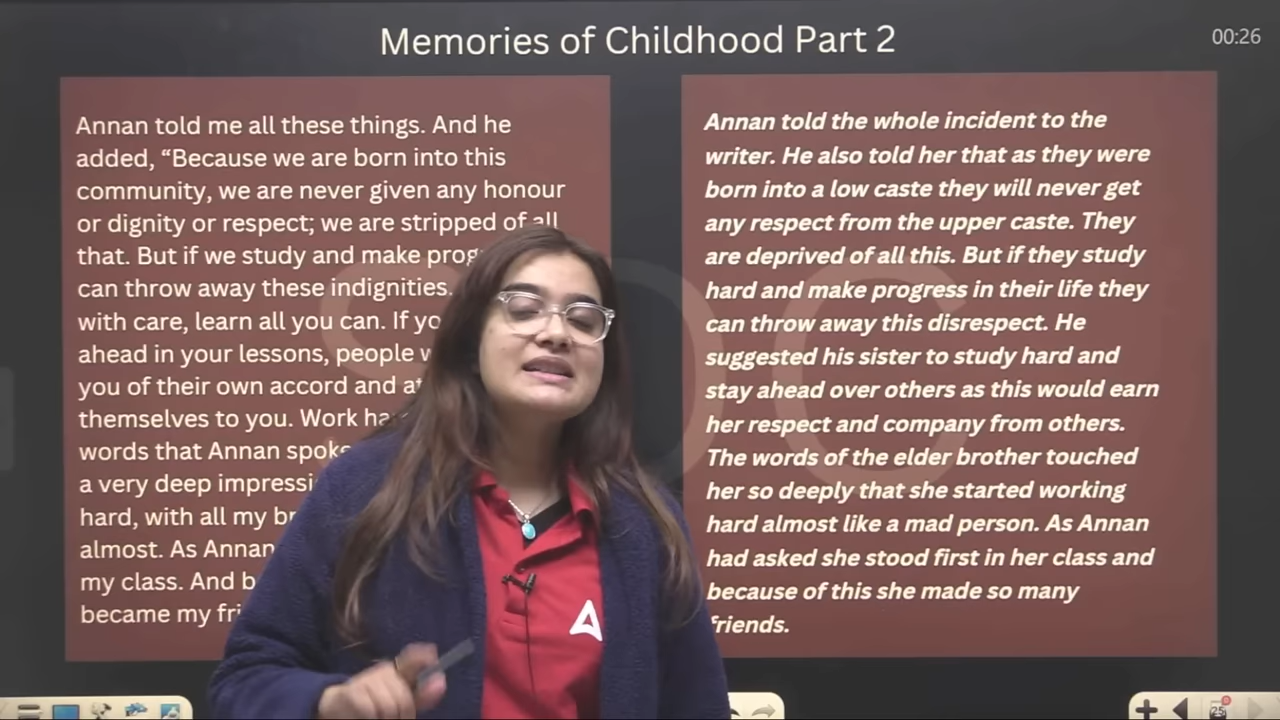 Memories of Childhood Part 2
00:26
Annan told me all these things. And he
added, “Because we are born into this
community, we are never given any honour
or dignity or respect; we are stripped of all
that. But if we study and make
can throw away these indignities.
with care, learn all you can. If
ahead in your lessons, people
you of their own accord and
themselves to you. Work
words that Annan
a very deep
hard, with all my
almost. As Annan
my class. And
became my
Annan told the whole incident to the
writer. He also told her that as they were
born into a low caste they will never get
any respect from the upper caste. They
are deprived of all this. But if they study
hard and make progress in their life they
can throw away this disrespect. He
suggested his sister to study hard and
stay ahead over others as this would earn
her respect and company from others.
The words of the elder brother touched
her so deeply that she started working
hard almost like a mad person. As Annan
had asked she stood first in her class and
because of this she made so many
friends.
25